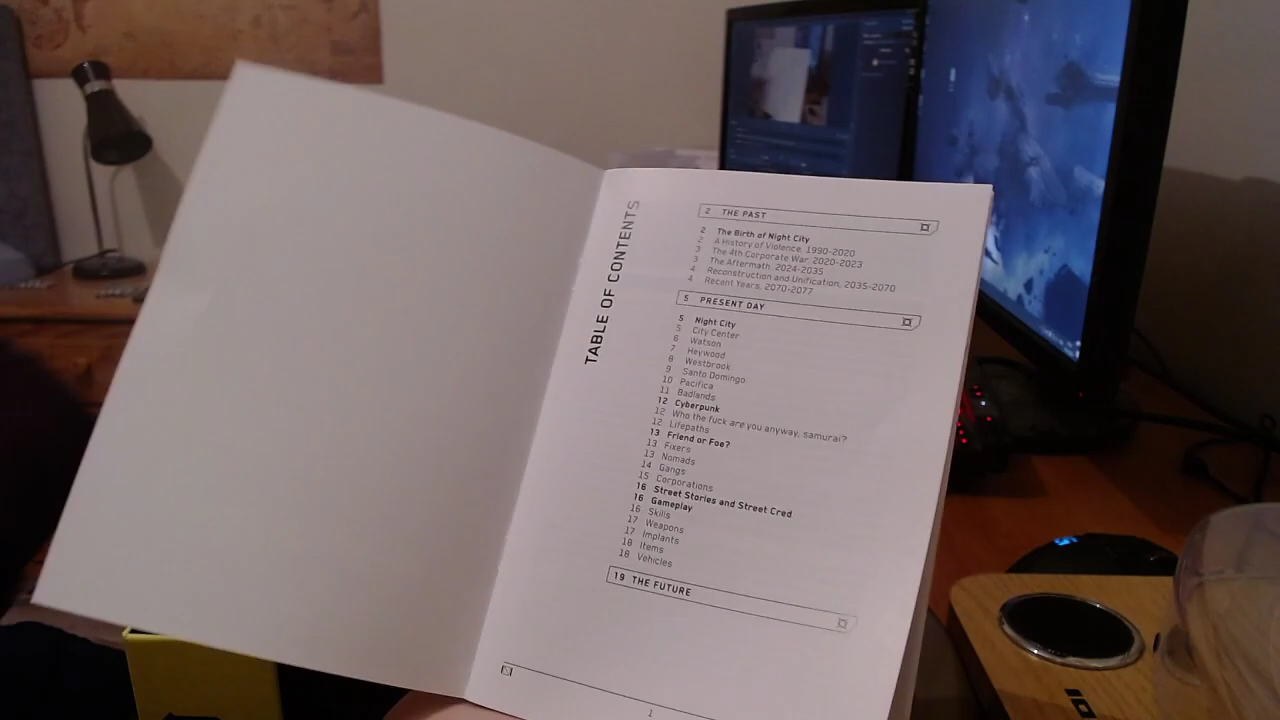 TABLE OF CONTENTS
2 THE PAST
2 The Birth of Night City
2 A History of Violence, 1990-2020
3 The 4th Corporate War, 2020-2023
3 The Aftermath, 2024-2035
4 Reconstruction and Unification, 2035-2070
4 Recent Years, 2070-2077
5 PRESENT DAY
5 Night City
5 City Center
6 Watson
7 Heywood
8 Westbrook
9 Santo Domingo
10 Pacifica
11 Badlands
12 Cyberpunk
12 Who the fuck are you anyway, samurai?
12 Lifepaths
13 Friend or Foe?
13 Fixers
13 Nomads
14 Gangs
15 Corporations
16 Street Stories and Street Cred
16 Gameplay
16 Skills
17 Weapons
17 Implants
18 Items
18 Vehicles
19 THE FUTURE
1